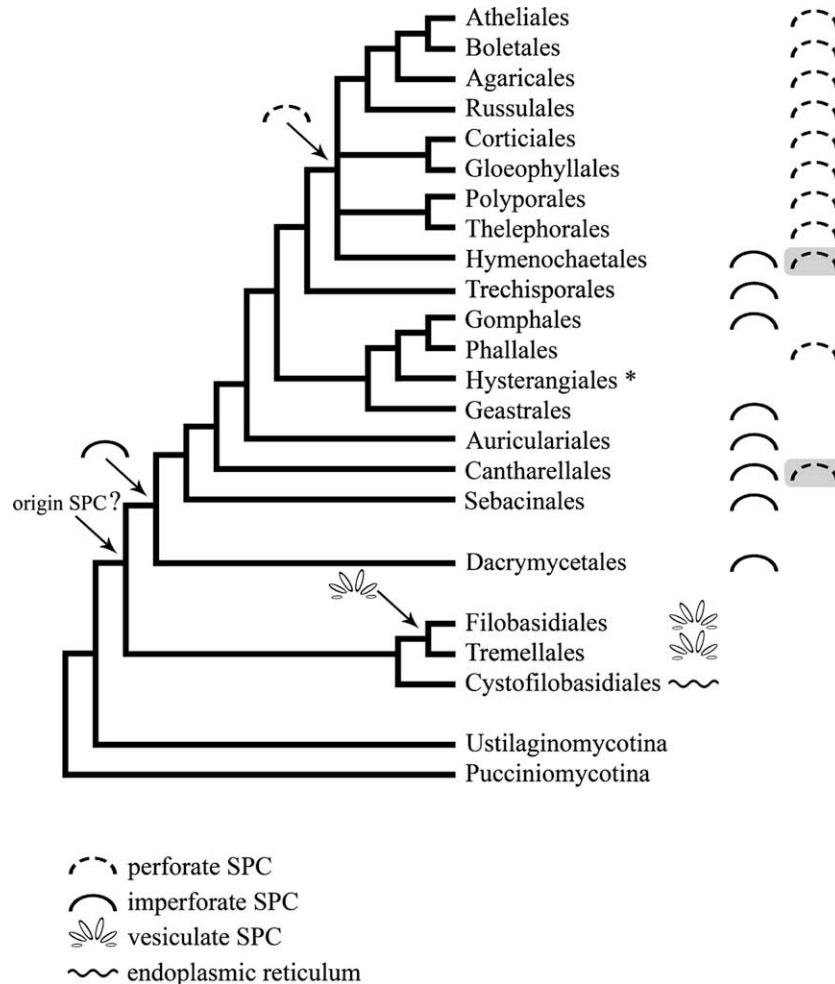 Atheliales
Boletales
Agaricales
Russulales
Corticiales
Gloeophyllales
Polyporales
Thelephorales
Hymenochaetales
Trechisporales
Gomphales
Phallales
Hysterangiales *
Geastrales
Auriculariales
Cantharellales
Sebacinales
origin SPC?
Dacrymycetales
Filobasidiales
Tremellales
Cystofilobasidiales
Ustilaginomycotina
Pucciniomycotina
perforate SPC
imperforate SPC
vesiculate SPC
endoplasmic reticulum